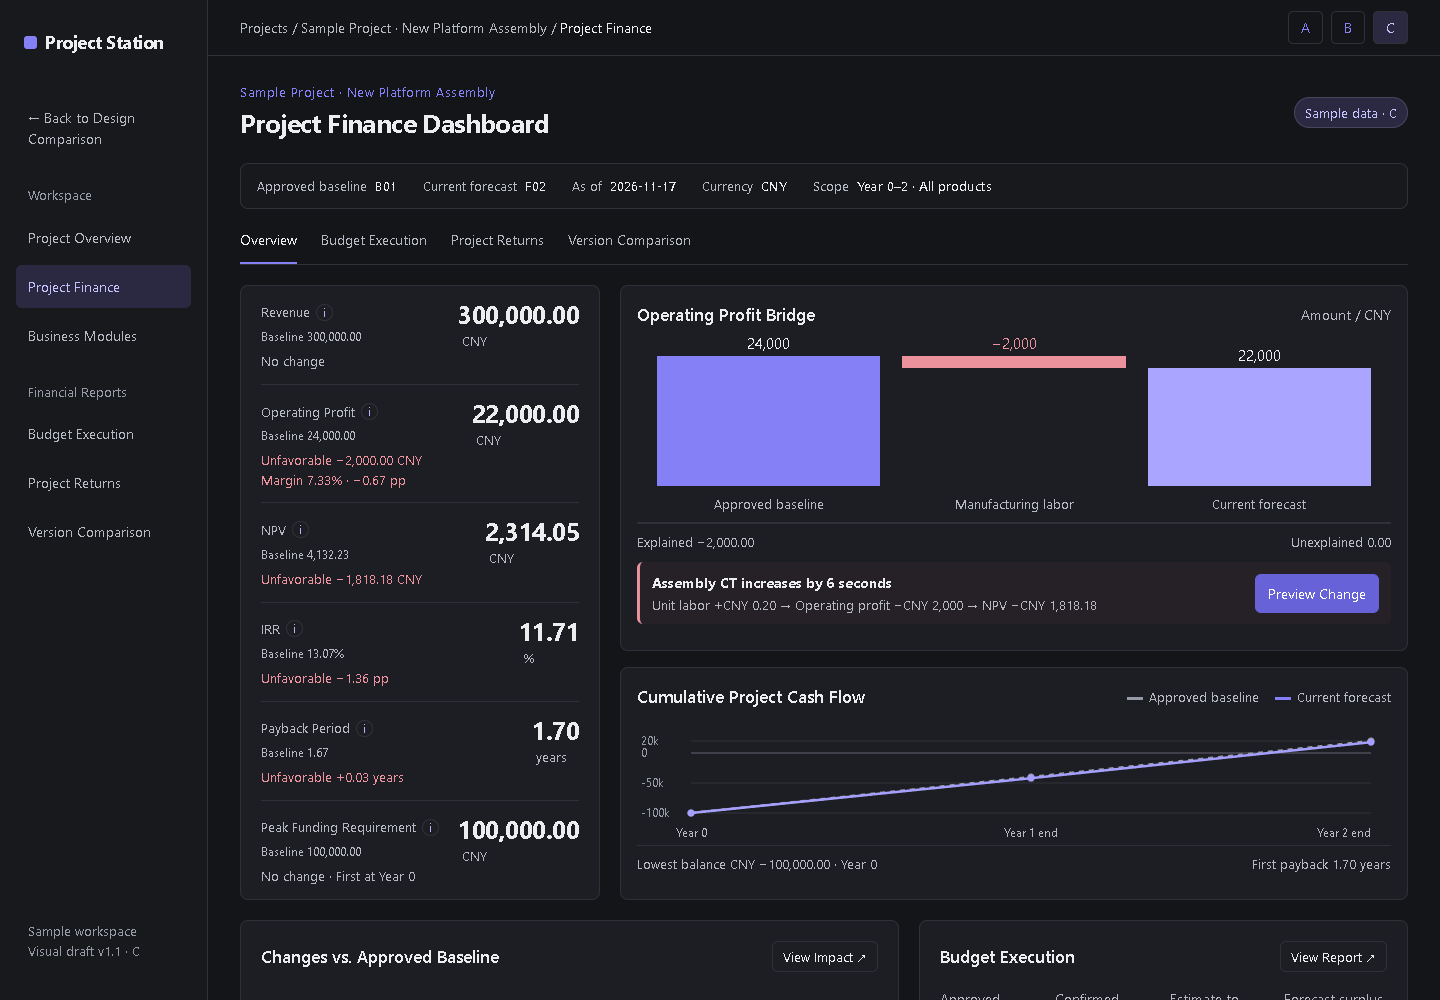 Project Station
← Back to Design
Comparison
Workspace
Project Overview
Project Finance
Business Modules
Financial Reports
Budget Execution
Project Returns
Version Comparison
Sample workspace
Visual draft v1.1 · C
Projects / Sample Project · New Platform Assembly / Project Finance
A B C
Sample Project · New Platform Assembly
Project Finance Dashboard
Sample data · C
Approved baseline B01 Current forecast F02 As of 2026-11-17 Currency CNY Scope Year 0–2 · All products
Overview Budget Execution Project Returns Version Comparison
Revenue i 300,000.00
Baseline 300,000.00 CNY
No change
Operating Profit i 22,000.00
Baseline 24,000.00 CNY
Unfavorable −2,000.00 CNY
Margin 7.33% · −0.67 pp
NPV i 2,314.05
Baseline 4,132.23 CNY
Unfavorable −1,818.18 CNY
IRR i 11.71
Baseline 13.07% %
Unfavorable −1.36 pp
Payback Period i 1.70
Baseline 1.67 years
Unfavorable +0.03 years
Peak Funding Requirement i 100,000.00
Baseline 100,000.00 CNY
No change · First at Year 0
Operating Profit Bridge Amount / CNY
24,000 −2,000 22,000
Approved baseline Manufacturing labor Current forecast
Explained −2,000.00 Unexplained 0.00
Assembly CT increases by 6 seconds
Unit labor +CNY 0.20 → Operating profit −CNY 2,000 → NPV −CNY 1,818.18
Preview Change
Cumulative Project Cash Flow Approved baseline Current forecast
20k
0
-50k
-100k
Year 0 Year 1 end Year 2 end
Lowest balance CNY −100,000.00 · Year 0 First payback 1.70 years
Changes vs. Approved Baseline View Impact ↗
Budget Execution View Report ↗
Approved Confirmed Estimate to Forecast surplus